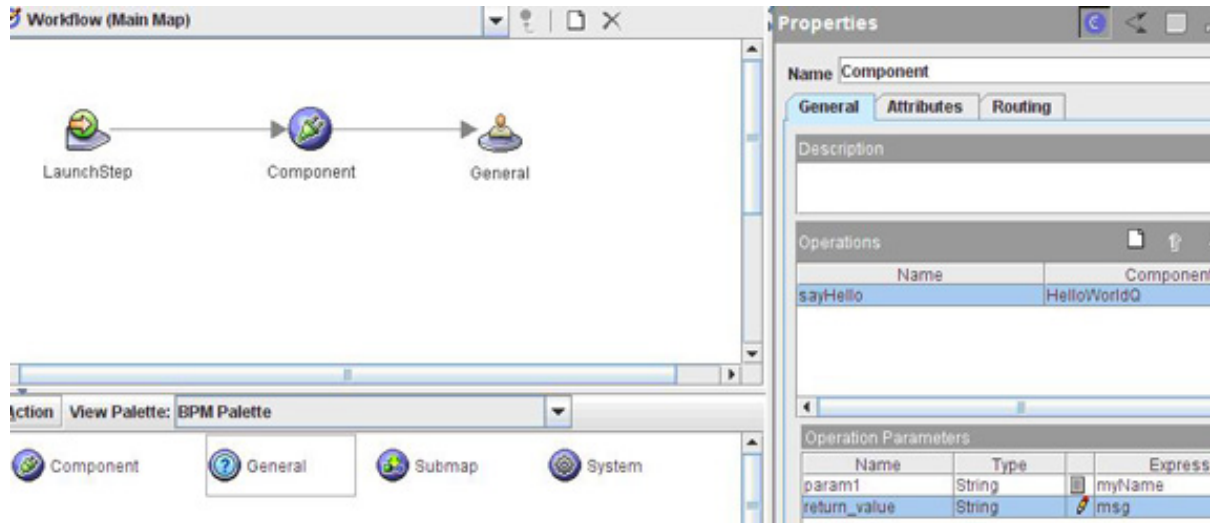 Workflow (Main Map)
LaunchStep
Component
General
Action View Palette: BPM Palette
Component
General
Submap
System
Properties
Name Component
General Attributes Routing
Description
Operations
Name Component
sayHello HelloWorldQ
Operation Parameters
Name Type Express
param1 String myName
return_value String msg